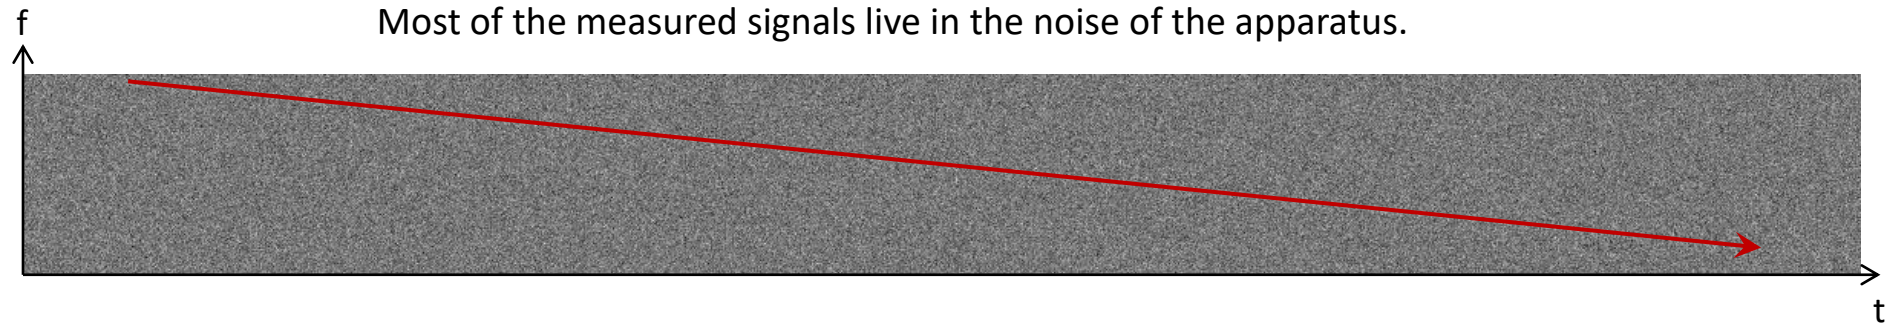 f
Most of the measured signals live in the noise of the apparatus.
t